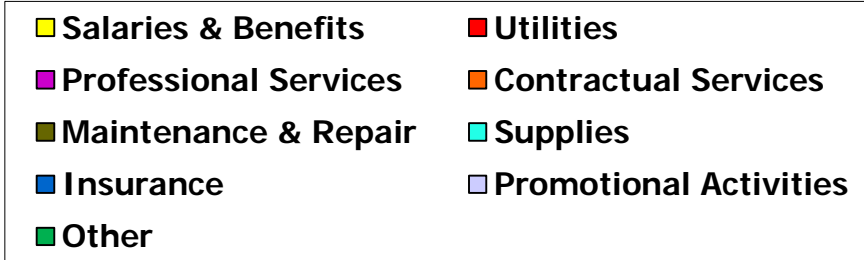 Salaries & Benefits Utilities
Professional Services Contractual Services
Maintenance & Repair Supplies
Insurance Promotional Activities
Other